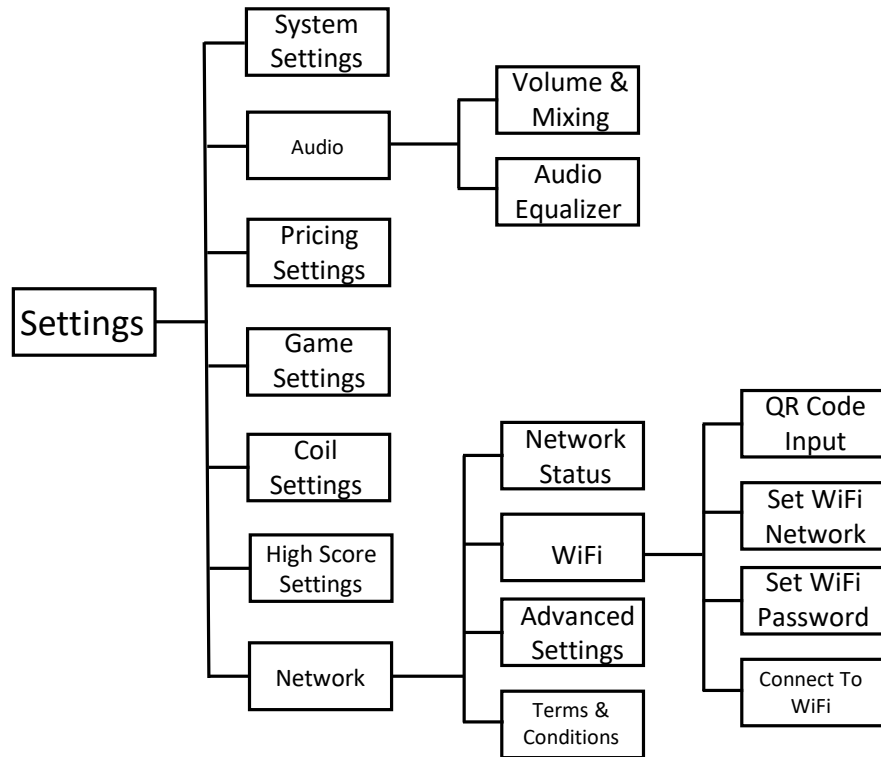 Settings
System
Settings
Audio
Volume &
Mixing
Audio
Equalizer
Pricing
Settings
Game
Settings
Coil
Settings
High Score
Settings
Network
Network
Status
WiFi
QR Code
Input
Set WiFi
Network
Set WiFi
Password
Connect To
WiFi
Advanced
Settings
Terms &
Conditions